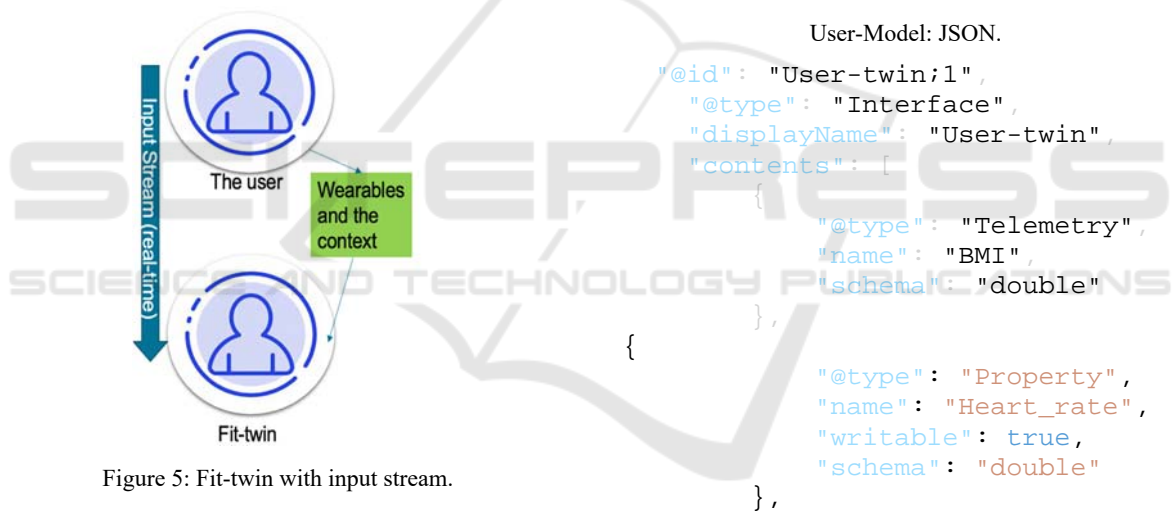 Input Stream (real-time)
The user
Wearables
and the
context
Fit-twin
Figure 5: Fit-twin with input stream.
User-Model: JSON.
"@id": "User-twin;1",
"@type": "Interface",
"displayName": "User-twin",
"contents": [
{
"@type": "Telemetry",
"name": "BMI",
"schema": "double"
},
{
"@type": "Property",
"name": "Heart_rate",
"writable": true,
"schema": "double"
},
SCITEPRESS
SCIENCE AND TECHNOLOGY PUBLICATIONS